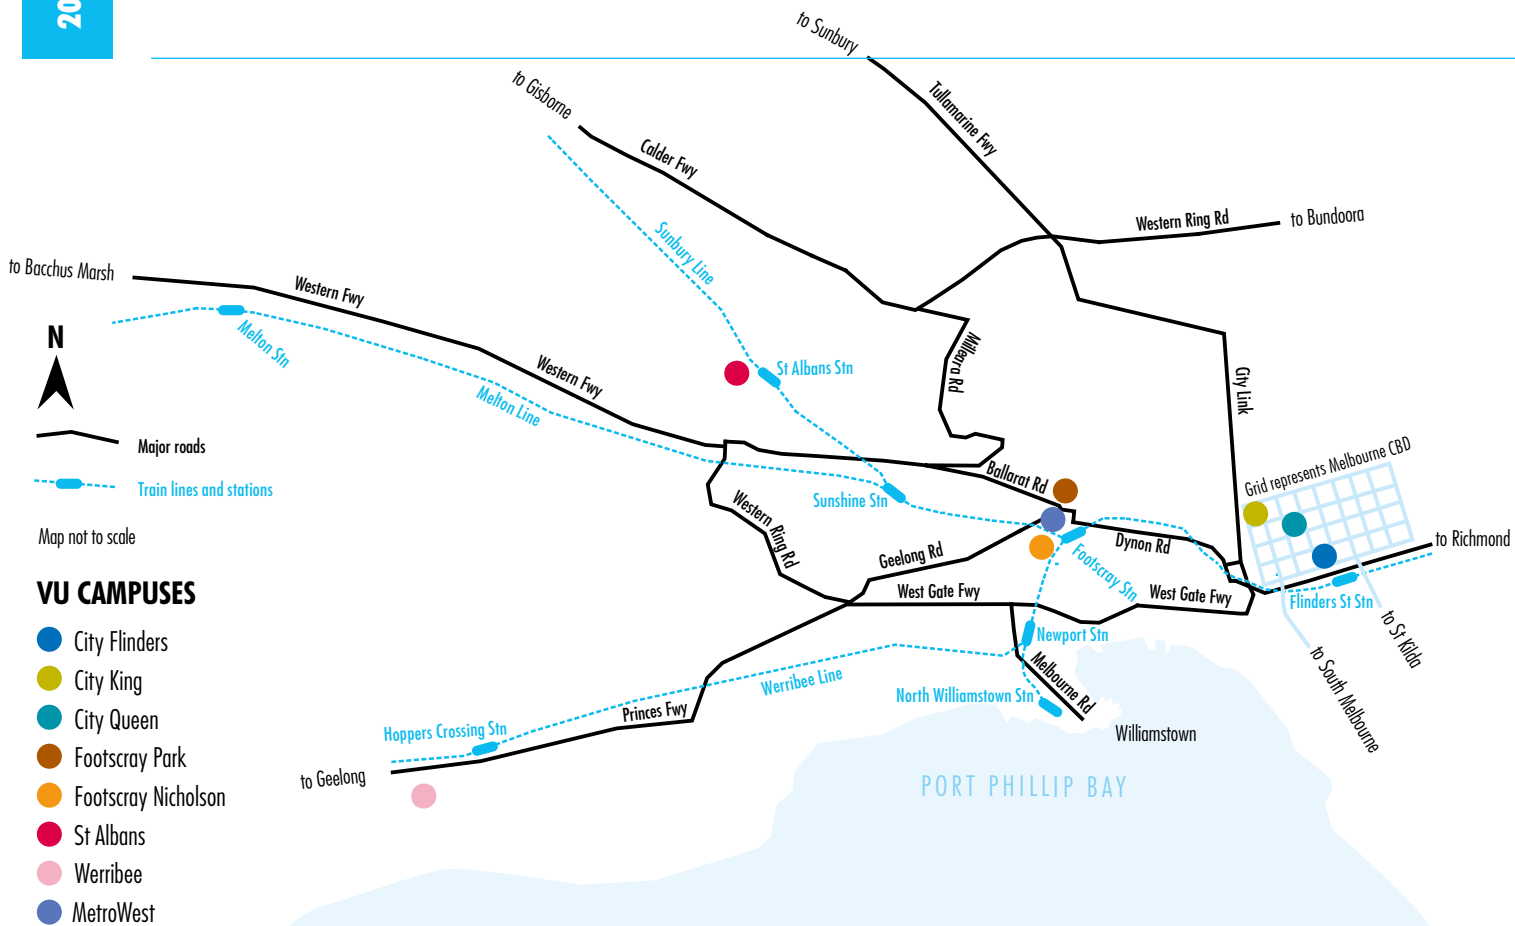 20
to Sunbury
to Gisborne
Tullamarine Fwy
Calder Fwy
Western Ring Rd
to Bundoora
Sunbury Line
to Bacchus Marsh
Western Fwy
Melton Stn
N
Western Fwy
St Albans Stn
Milleara Rd
City Link
Melton Line
Major roads
Grid represents Melbourne CBD
Ballarat Rd
Train lines and stations
Sunshine Stn
Western Ring Rd
Map not to scale
Dynon Rd
to Richmond
Geelong Rd
Footscray Stn
West Gate Fwy
West Gate Fwy
Flinders St Stn
VU CAMPUSES
City Flinders
Newport Stn
to St Kilda
City King
Werribee Line
Melbourne Rd
North Williamstown Stn
to South Melbourne
City Queen
Princes Fwy
Hoppers Crossing Stn
Williamstown
Footscray Park
to Geelong
PORT PHILLIP BAY
Footscray Nicholson
St Albans
Werribee
MetroWest